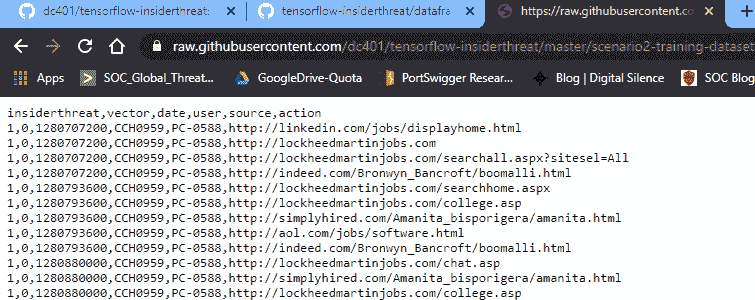 dc401/tensorflow-insiderthreat:
tensorflow-insiderthreat/datafra
https://raw.githubusercontent.co
raw.githubusercontent.com/dc401/tensorflow-insiderthreat/master/scenario2-training-dataset
Apps
SOC_Global_Threat...
GoogleDrive-Quota
PortSwigger Resear...
Blog | Digital Silence
SOC Blog
insiderthreat,vector,date,user,source,action
1,0,1280707200,CCH0959,PC-0588,http://linkedin.com/jobs/displayhome.html
1,0,1280707200,CCH0959,PC-0588,http://lockheedmartinjobs.com
1,0,1280707200,CCH0959,PC-0588,http://lockheedmartinjobs.com/searchall.aspx?sitesel=All
1,0,1280707200,CCH0959,PC-0588,http://indeed.com/Bronwyn_Bancroft/boomalli.html
1,0,1280793600,CCH0959,PC-0588,http://lockheedmartinjobs.com/searchhome.aspx
1,0,1280793600,CCH0959,PC-0588,http://lockheedmartinjobs.com/college.asp
1,0,1280793600,CCH0959,PC-0588,http://simplyhired.com/Amanita_bisporigera/amanita.html
1,0,1280793600,CCH0959,PC-0588,http://aol.com/jobs/software.html
1,0,1280793600,CCH0959,PC-0588,http://indeed.com/Bronwyn_Bancroft/boomalli.html
1,0,1280880000,CCH0959,PC-0588,http://lockheedmartinjobs.com/chat.asp
1,0,1280880000,CCH0959,PC-0588,http://simplyhired.com/Amanita_bisporigera/amanita.html
1,0,1280880000,CCH0959,PC-0588,http://lockheedmartinjobs.com/college.asp